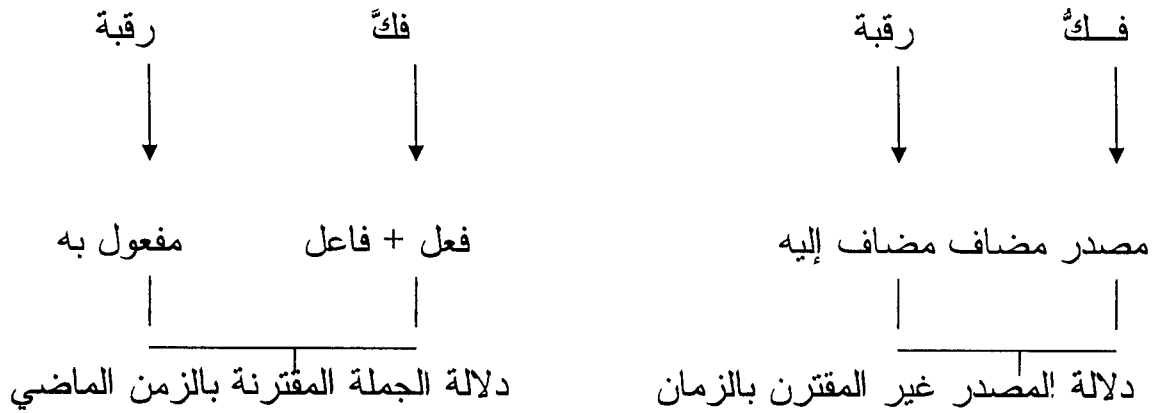 فـكُّ رقبة فكَّ رقبة
مصدر مضاف مضاف إليه فعل + فاعل مفعول به
دلالة المصدر غير المقترن بالزمان دلالة الجملة المقترنة بالزمن الماضي